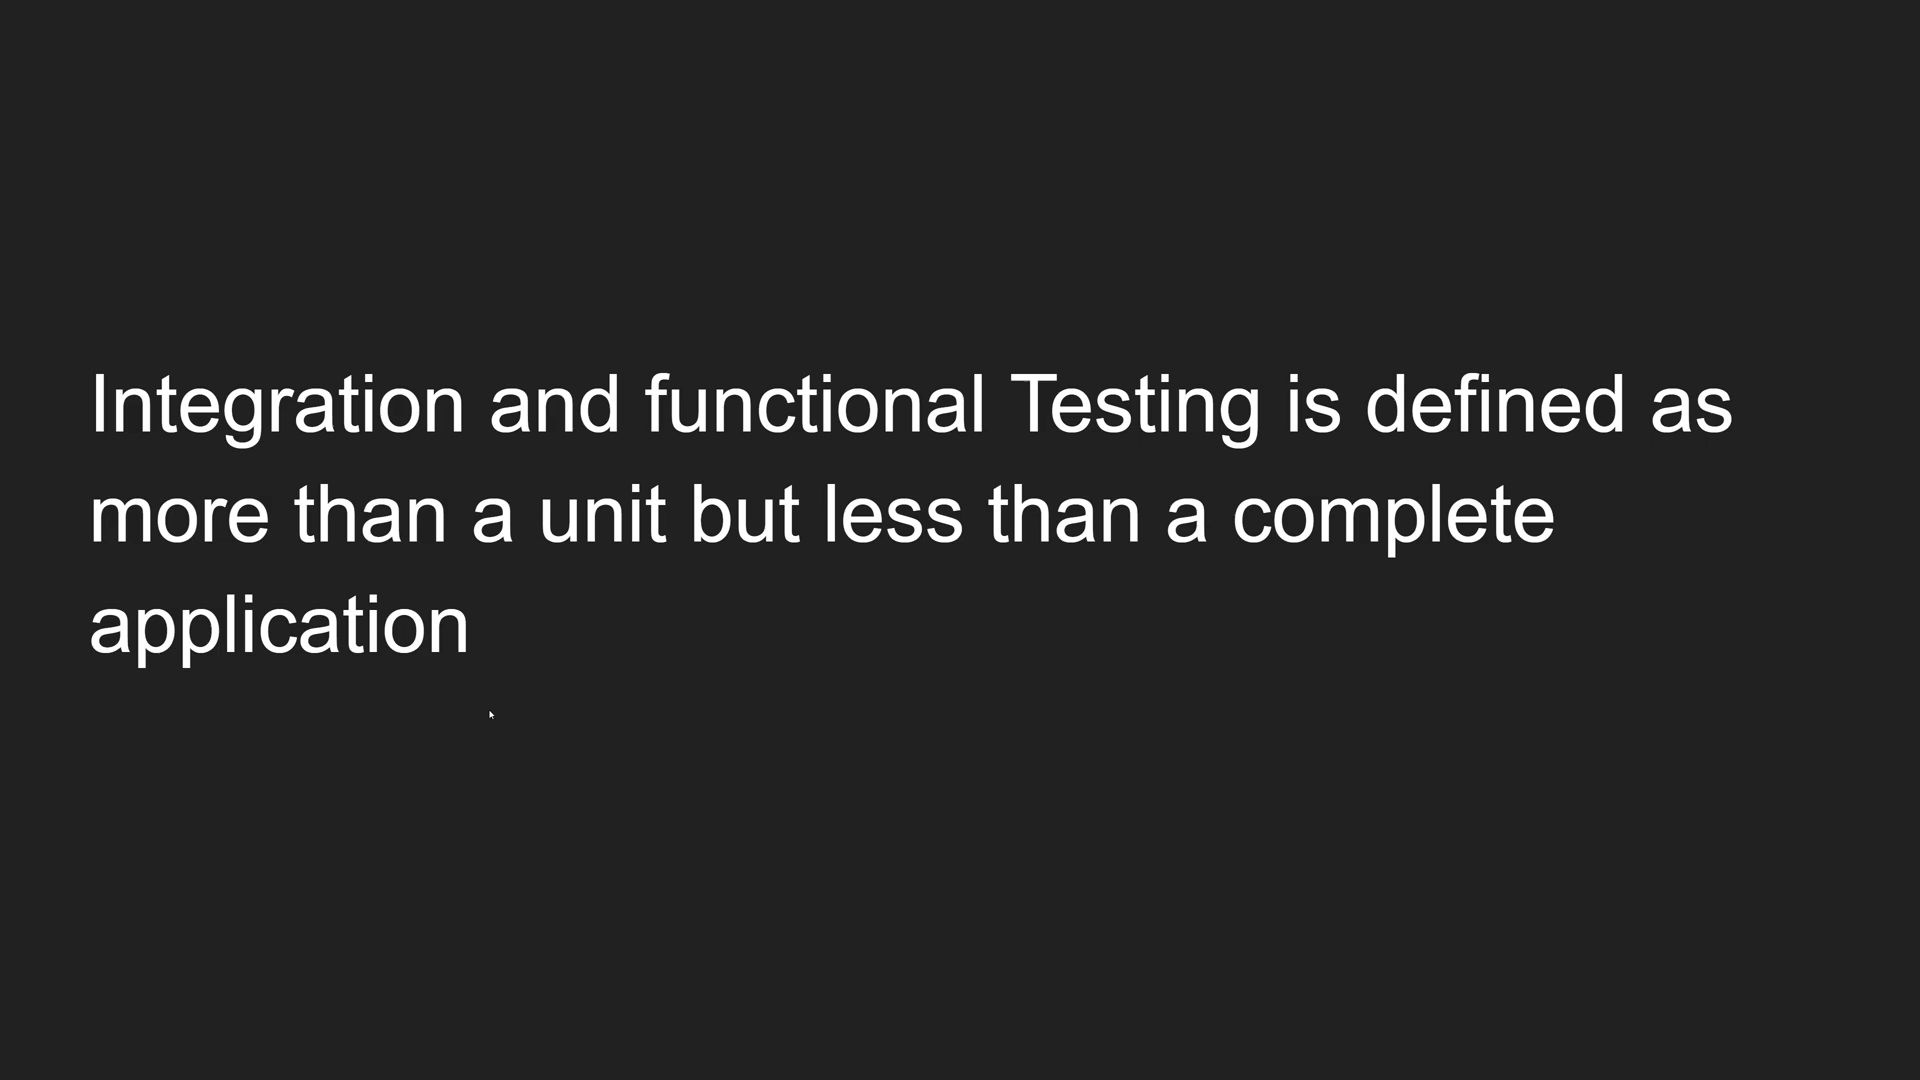 Integration and functional Testing is defined as
more than a unit but less than a complete
application